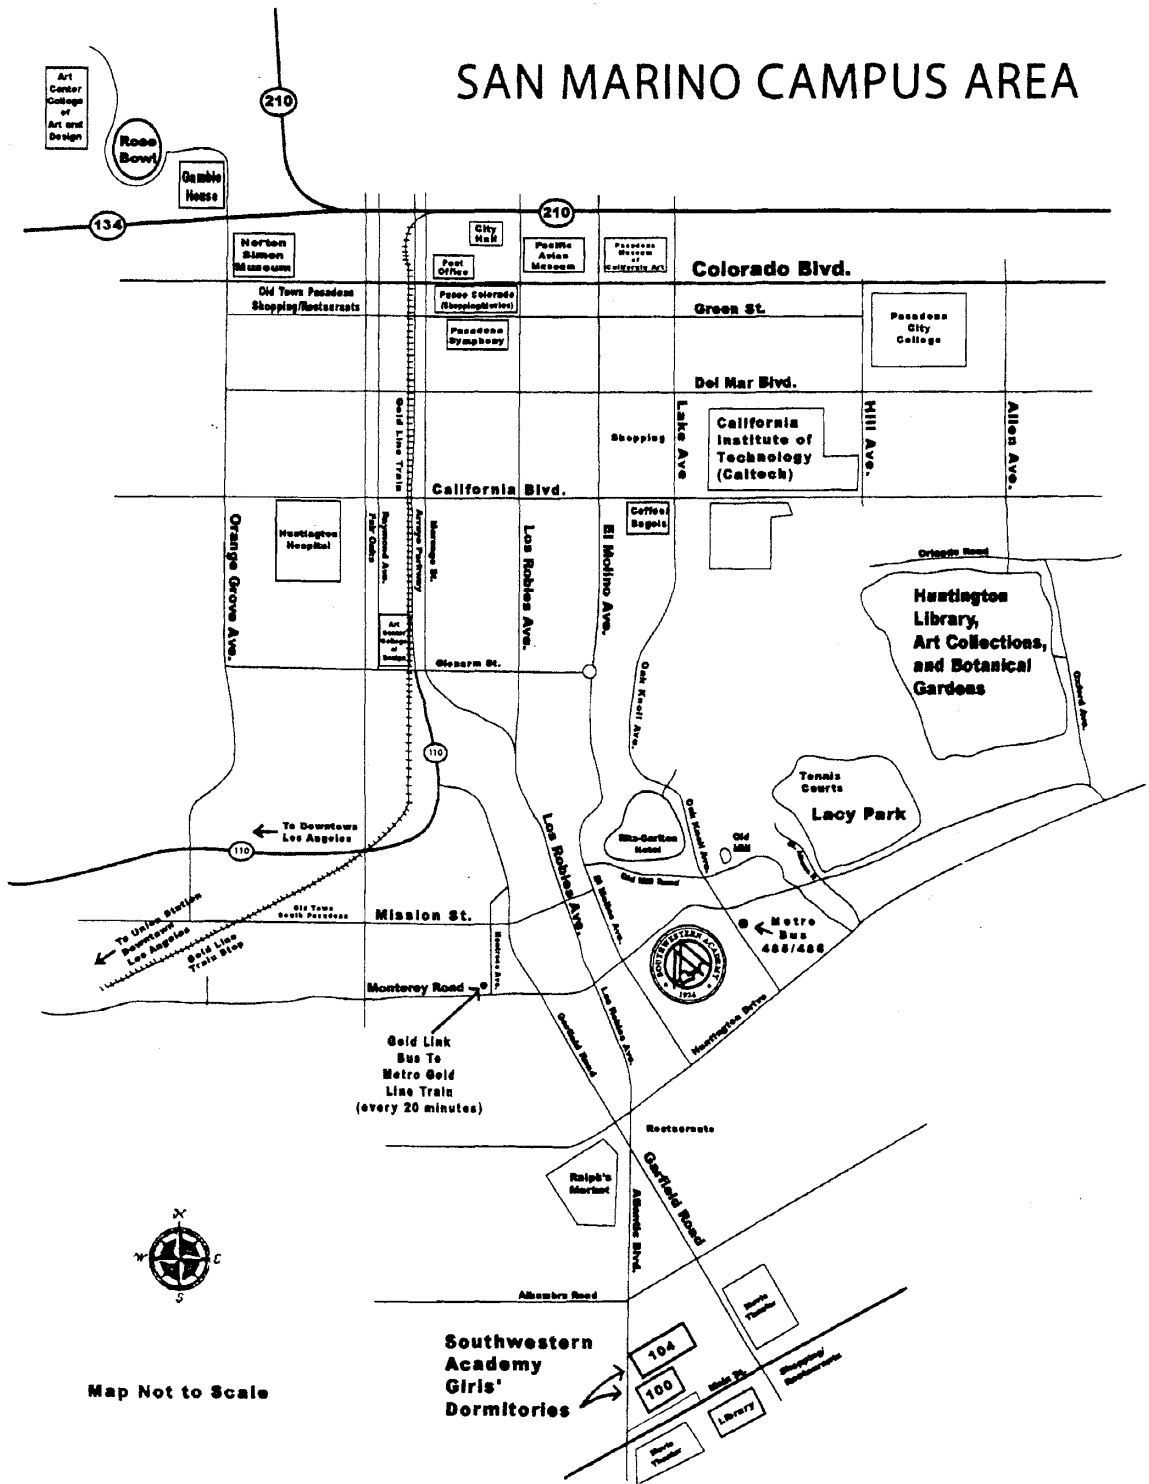 SAN MARINO CAMPUS AREA
Art
Center
College
of
Art and
Design
210
Rose
Bowl
Gamble
House
134
210
City
Hall
Norton
Simon
Museum
Post
Office
Pacific
Asian
Museum
Pasadena
Museum
of
California Art
Colorado Blvd.
Old Town Pasadena
Shopping/Restaurants
Paseo Colorado
Green St.
Pasadena
City
College
Pasadena
Symphony
Del Mar Blvd.
Gold Line Train
Shopping
Lake Ave
California
Institute of
Technology
(Caltech)
Hill Ave.
Allen Ave.
California Blvd.
Orange Grove Ave.
Huntington
Hospital
Fair Oaks
Raymond Ave.
Arroyo Parkway
Marengo St.
Los Robles Ave.
El Molino Ave.
Coffee/
Bagels
Orlando Road
Huntington
Library,
Art Collections,
and Botanical
Gardens
Art
Center
College
of
Design
Glenarm St.
Oak Knoll Ave.
Oxford Ave.
110
Tennis
Courts
Lacy Park
To Downtown
Los Angeles
110
Los Robles Ave.
Ritz-Carlton
Hotel
Oak Knoll Ave.
Old
Mill
Old Mill Road
El Molino Ave.
To Union Station
Downtown
Los Angeles
Gold Line
Train Stop
Old Town
South Pasadena
Mission St.
Metro
Bus
485/486
SOUTHWESTERN ACADEMY
1924
Monterey Road
Los Robles Ave.
Garfield Road
Huntington Drive
Gold Link
Bus To
Metro Gold
Line Train
(every 20 minutes)
Restaurants
Ralph's
Market
Garfield Road
Atlantic Blvd.
N
W
E
S
Alhambra Road
Movie
Theater
Southwestern
Academy
Girls'
Dormitories
104
100
Main St.
Shopping/
Restaurants
Library
Movie
Theater
Map Not to Scale